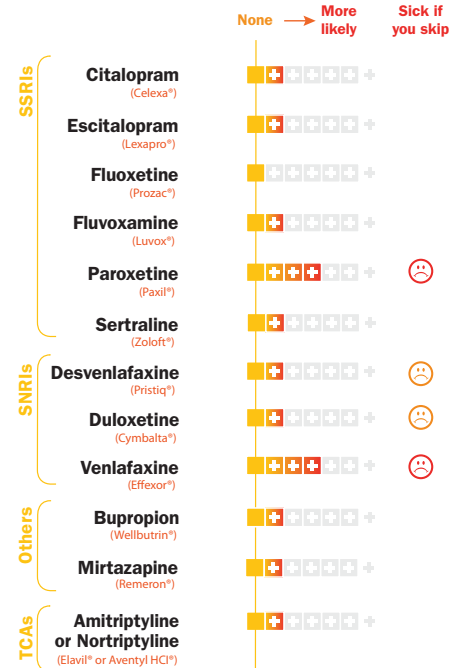 None
More
likely
Sick if
you skip
SSRIs
Citalopram
(Celexa®)
Escitalopram
(Lexapro®)
Fluoxetine
(Prozac®)
Fluvoxamine
(Luvox®)
Paroxetine
(Paxil®)
Sertraline
(Zoloft®)
SNRIs
Desvenlafaxine
(Pristiq®)
Duloxetine
(Cymbalta®)
Venlafaxine
(Effexor®)
Others
Bupropion
(Wellbutrin®)
Mirtazapine
(Remeron®)
TCAs
Amitriptyline
or Nortriptyline
(Elavil® or Aventyl HCl®)